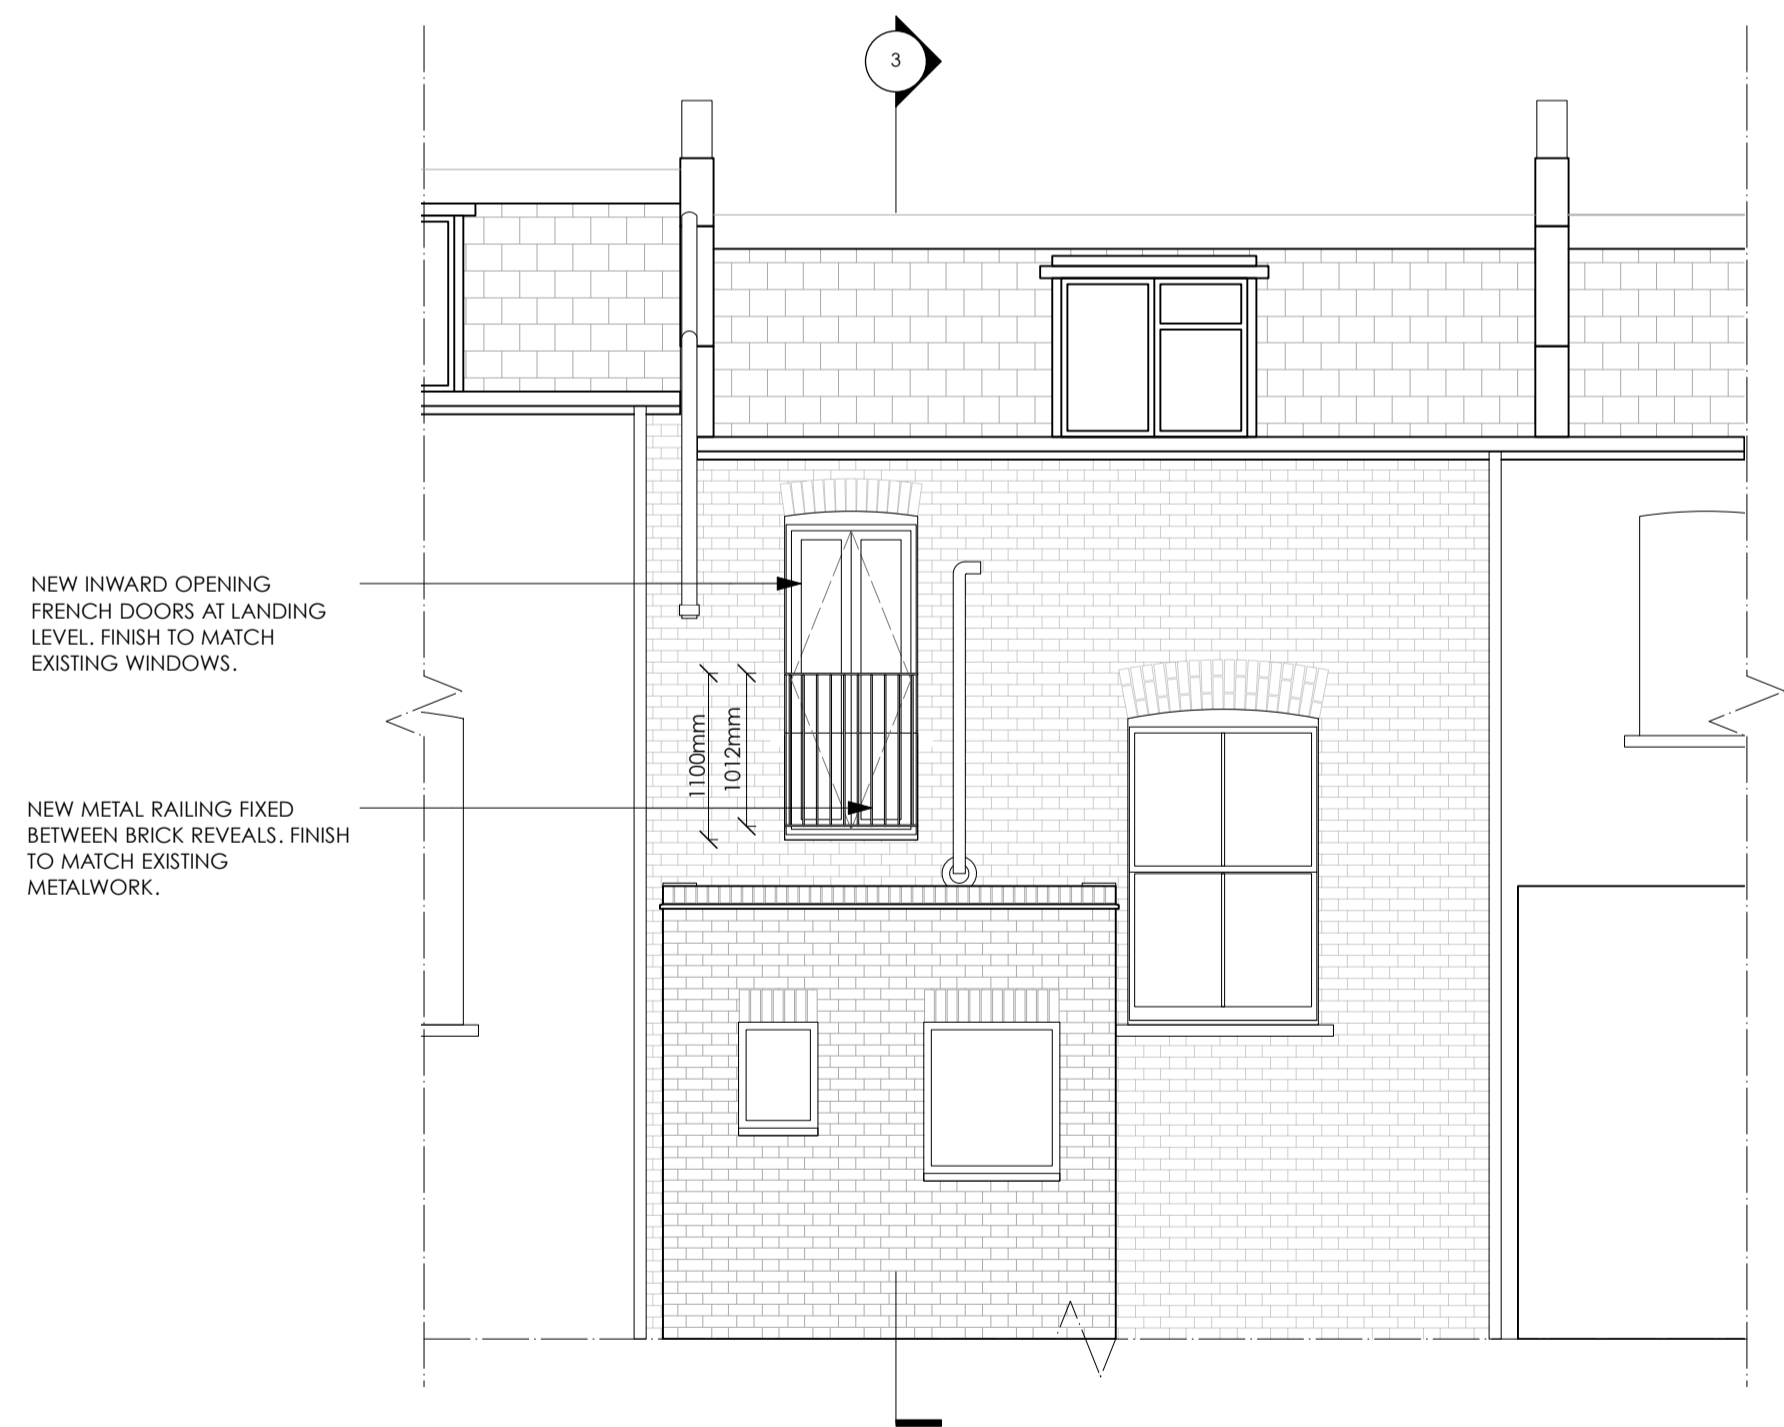 3
NEW INWARD OPENING
FRENCH DOORS AT LANDING
LEVEL. FINISH TO MATCH
EXISTING WINDOWS.
1100mm
1012mm
NEW METAL RAILING FIXED
BETWEEN BRICK REVEALS. FINISH
TO MATCH EXISTING
METALWORK.